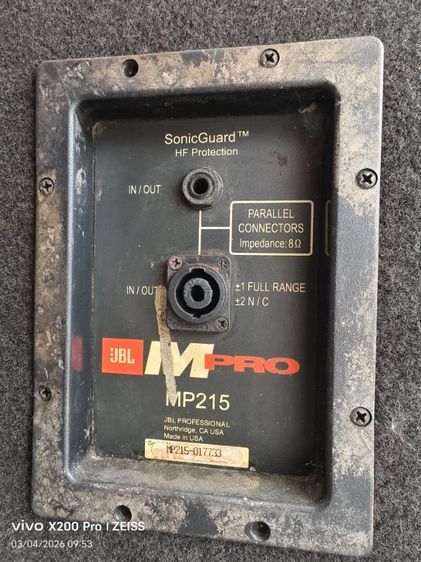 SonicGuard™
HF Protection
IN / OUT
PARALLEL
CONNECTORS
Impedance: 8Ω
IN / OUT
±1 FULL RANGE
±2 N / C
JBL MPRO
MP215
JBL PROFESSIONAL
Northridge, CA USA
Made in USA
MP215-017733
vivo X200 Pro | ZEISS
03/04/2026 09:53